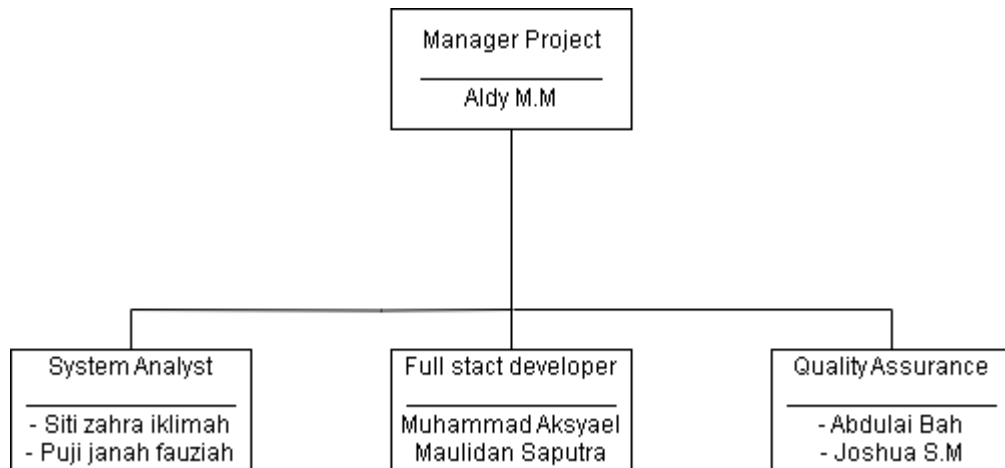 Manager Project
Aldy M.M
System Analyst
- Siti zahra iklimah
- Puji janah fauziah
Full stact developer
Muhammad Aksyael
Maulidan Saputra
Quality Assurance
- Abdulai Bah
- Joshua S.M